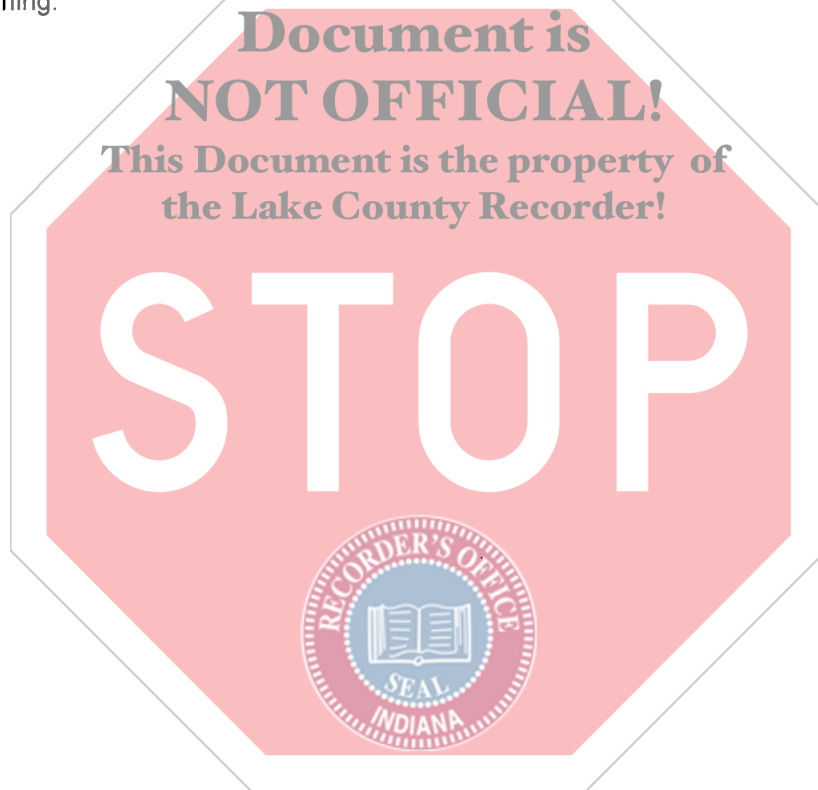 Document is
NOT OFFICIAL!
This Document is the property of
the Lake County Recorder!
STOP
RECORDER'S OFFICE
SEAL
INDIANA